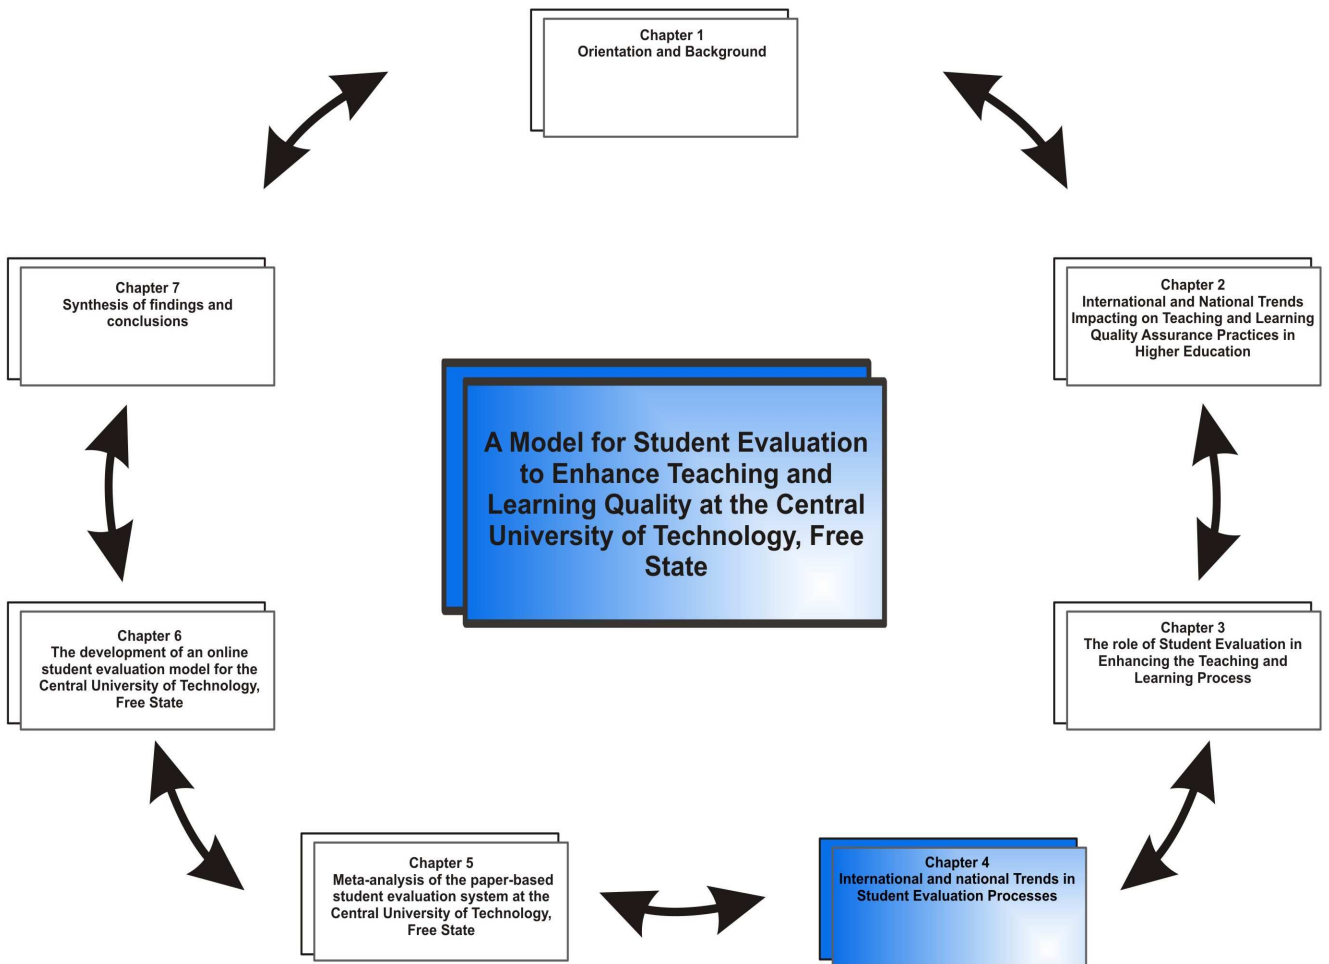 Chapter 1
Orientation and Background
Chapter 7
Synthesis of findings and
conclusions
Chapter 2
International and National Trends
Impacting on Teaching and Learning
Quality Assurance Practices in
Higher Education
A Model for Student Evaluation
to Enhance Teaching and
Learning Quality at the Central
University of Technology, Free
State
Chapter 6
The development of an online
student evaluation model for the
Central University of Technology,
Free State
Chapter 3
The role of Student Evaluation in
Enhancing the Teaching and
Learning Process
Chapter 5
Meta-analysis of the paper-based
student evaluation system at the
Central University of Technology,
Free State
Chapter 4
International and national Trends in
Student Evaluation Processes